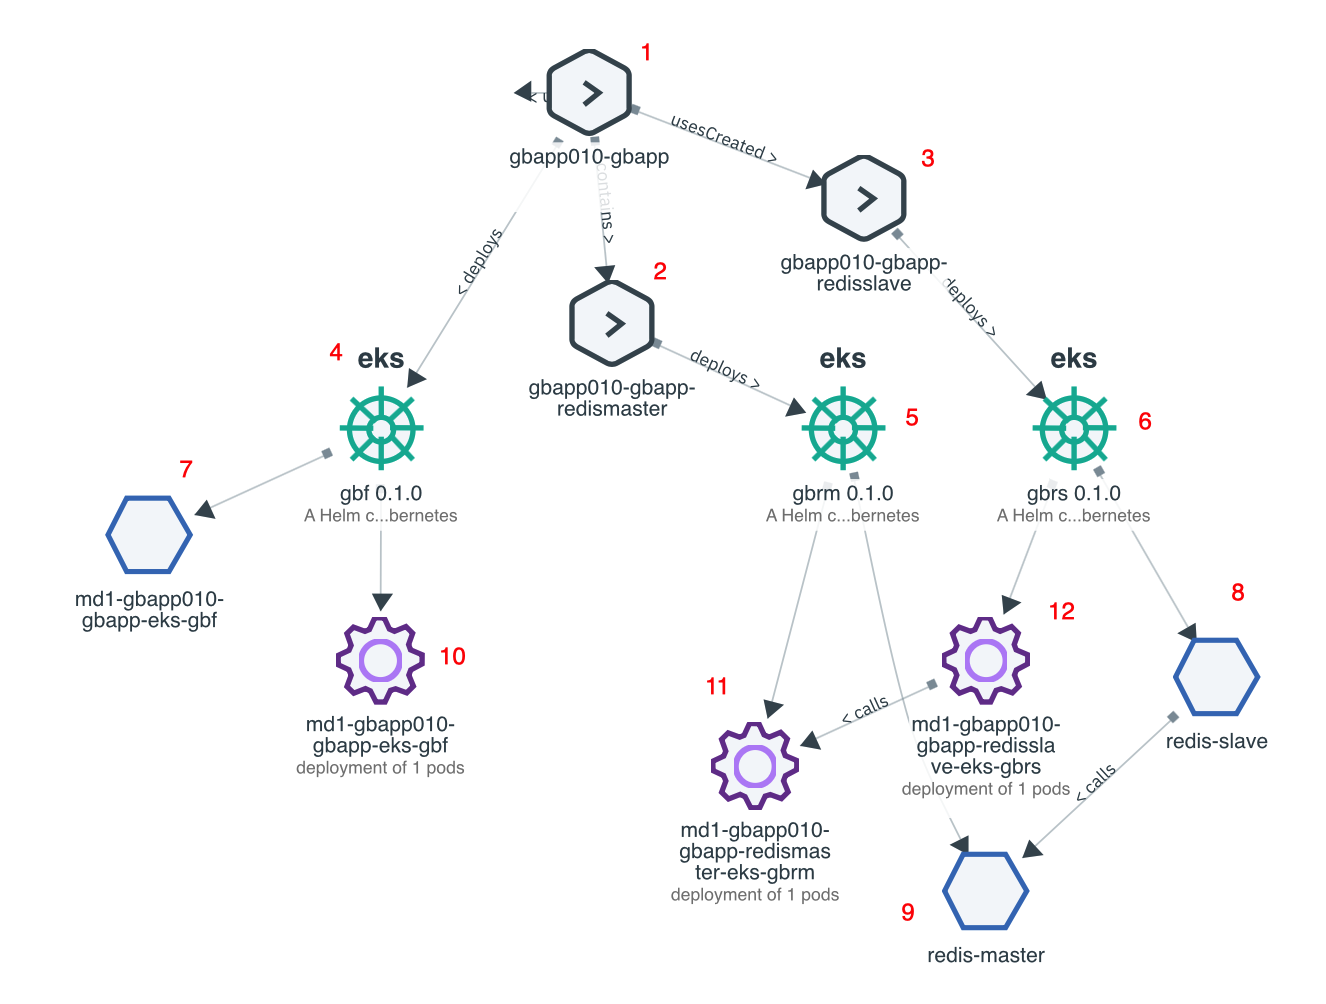 1
< u
usesCreated >
gbapp010-gbapp
3
contains >
gbapp010-gbapp-
redisslave
< deploys
2
deploys >
4
eks
gbapp010-gbapp-
redismaster
deploys >
eks
5
eks
6
7
gbf 0.1.0
A Helm c...bernetes
gbrm 0.1.0
A Helm c...bernetes
gbrs 0.1.0
A Helm c...bernetes
md1-gbapp010-
gbapp-eks-gbf
8
12
10
11
md1-gbapp010-
gbapp-eks-gbf
deployment of 1 pods
< calls
md1-gbapp010-
gbapp-redissla
ve-eks-gbrs
deployment of 1 pods
redis-slave
< calls
md1-gbapp010-
gbapp-redismas
ter-eks-gbrm
deployment of 1 pods
9
redis-master